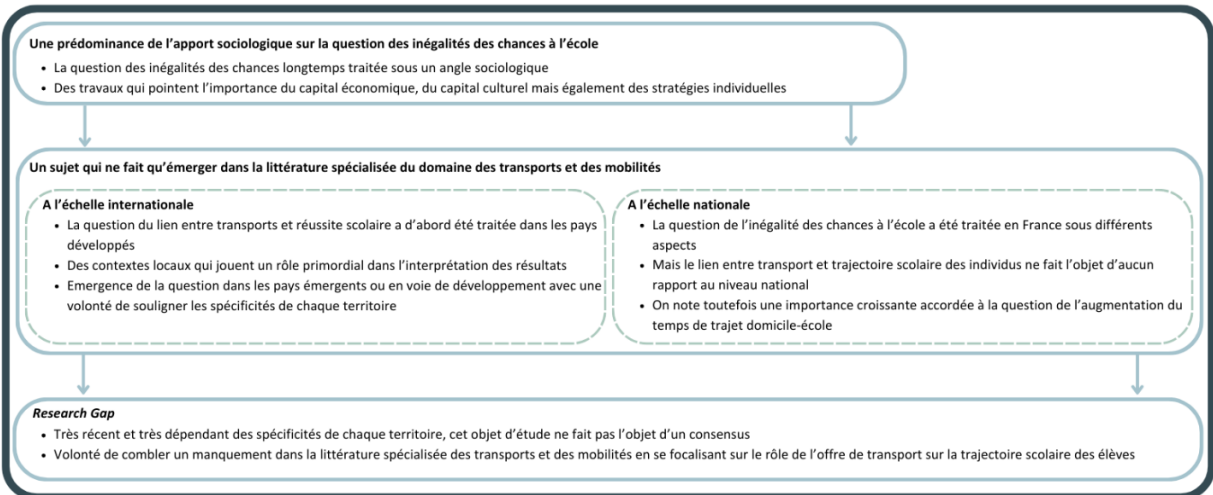 Une prédominance de l'apport sociologique sur la question des inégalités des chances à l'école
• La question des inégalités des chances longtemps traitée sous un angle sociologique
• Des travaux qui pointent l'importance du capital économique, du capital culturel mais également des stratégies individuelles
Un sujet qui ne fait qu'émerger dans la littérature spécialisée du domaine des transports et des mobilités
A l'échelle internationale
• La question du lien entre transports et réussite scolaire a d'abord été traitée dans les pays
développés
• Des contextes locaux qui jouent un rôle primordial dans l'interprétation des résultats
• Emergence de la question dans les pays émergents ou en voie de développement avec une
volonté de souligner les spécificités de chaque territoire
A l'échelle nationale
• La question de l'inégalité des chances à l'école a été traitée en France sous différents
aspects
• Mais le lien entre transport et trajectoire scolaire des individus ne fait l'objet d'aucun
rapport au niveau national
• On note toutefois une importance croissante accordée à la question de l'augmentation du
temps de trajet domicile-école
Research Gap
• Très récent et très dépendant des spécificités de chaque territoire, cet objet d'étude ne fait pas l'objet d'un consensus
• Volonté de combler un manquement dans la littérature spécialisée des transports et des mobilités en se focalisant sur le rôle de l'offre de transport sur la trajectoire scolaire des élèves